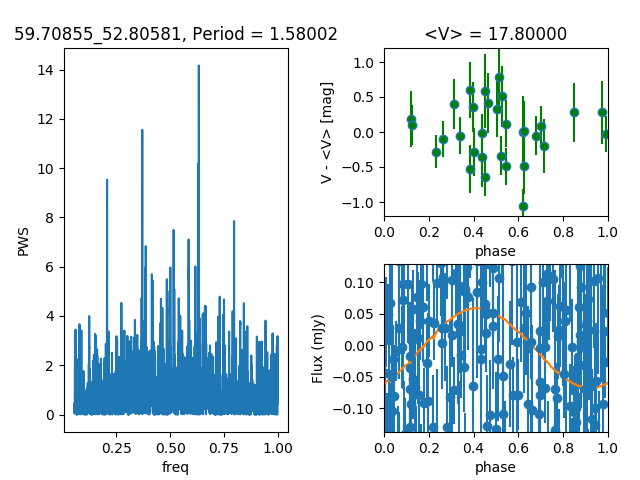 59.70855_52.80581, Period = 1.58002
<V> = 17.80000
PWS
14
12
10
8
6
4
2
0
0.25 0.50 0.75 1.00
freq
V - <V> [mag]
1.0
0.5
0.0
−0.5
−1.0
0.0 0.2 0.4 0.6 0.8 1.0
phase
Flux (mJy)
0.10
0.05
0.00
−0.05
−0.10
0.0 0.2 0.4 0.6 0.8 1.0
phase